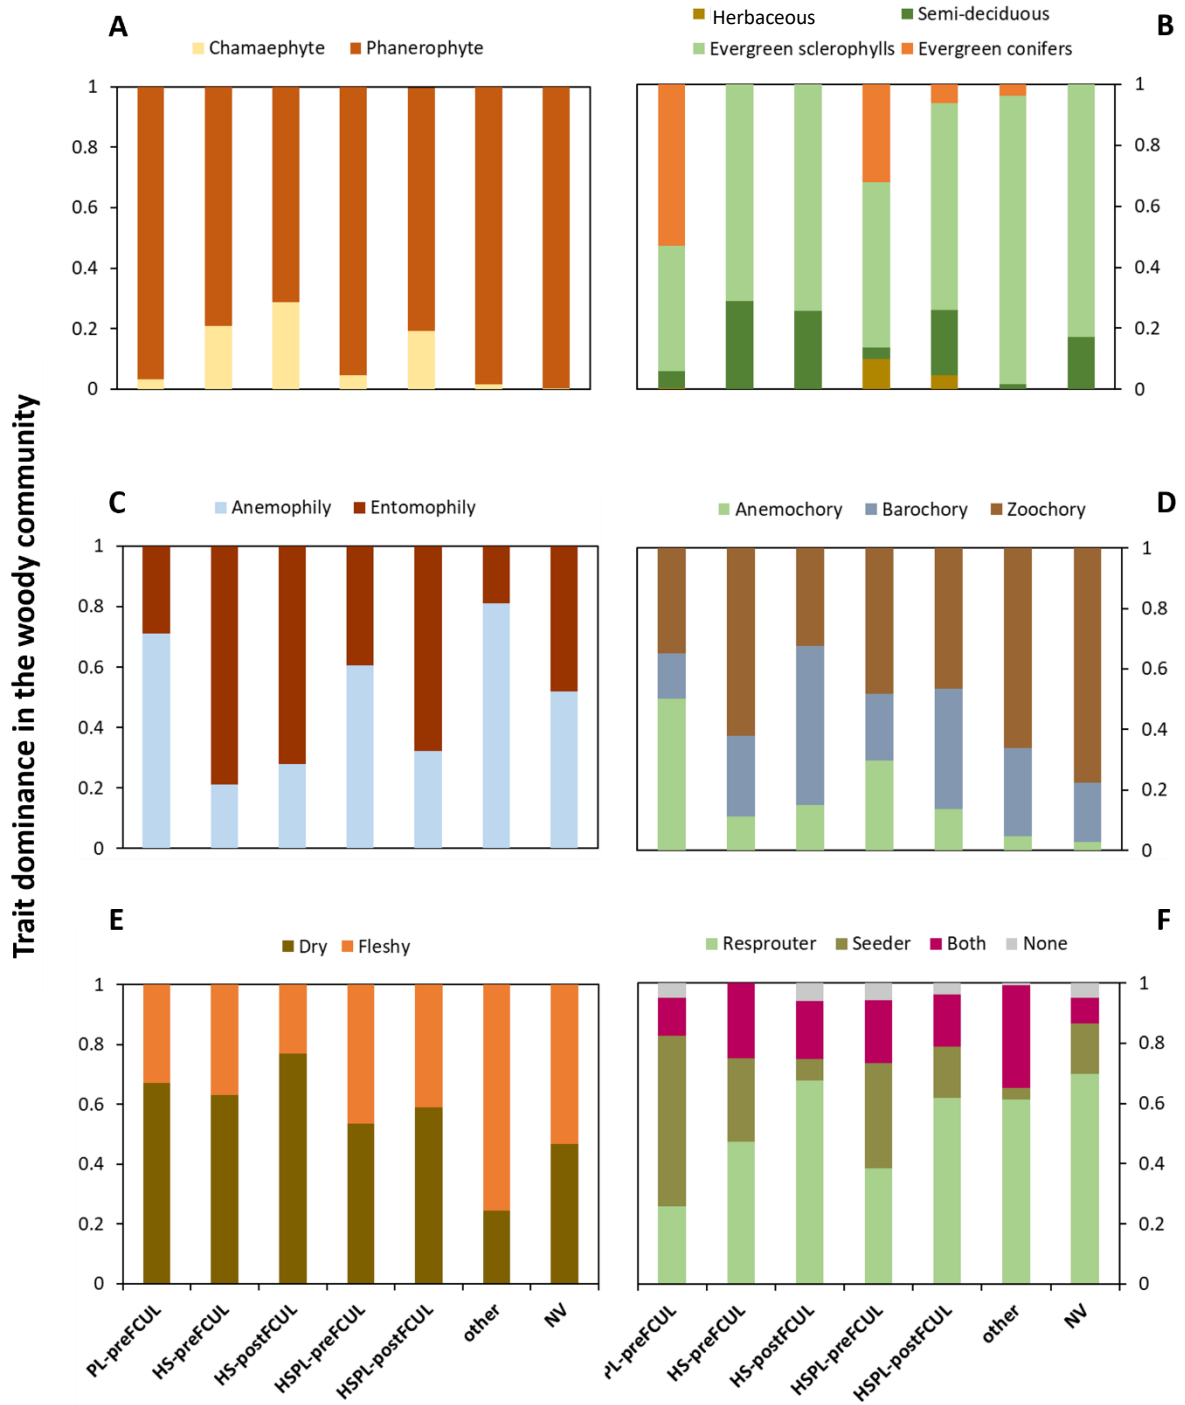 A
Chamaephyte Phanerophyte
Herbaceous Semi-deciduous
B
Evergreen sclerophylls Evergreen conifers
1
0.8
0.6
0.4
0.2
0
1
0.8
0.6
0.4
0.2
0
Trait dominance in the woody community
C
Anemophily Entomophily
Anemochory Barochory Zoochory
D
1
0.8
0.6
0.4
0.2
0
1
0.8
0.6
0.4
0.2
0
E
Dry Fleshy
F
Resprouter Seeder Both None
1
0.8
0.6
0.4
0.2
0
1
0.8
0.6
0.4
0.2
0
PL-preFCUL
HS-preFCUL
HS-postFCUL
HSPL-preFCUL
HSPL-postFCUL
other
NV
PL-preFCUL
HS-preFCUL
HS-postFCUL
HSPL-preFCUL
HSPL-postFCUL
other
NV